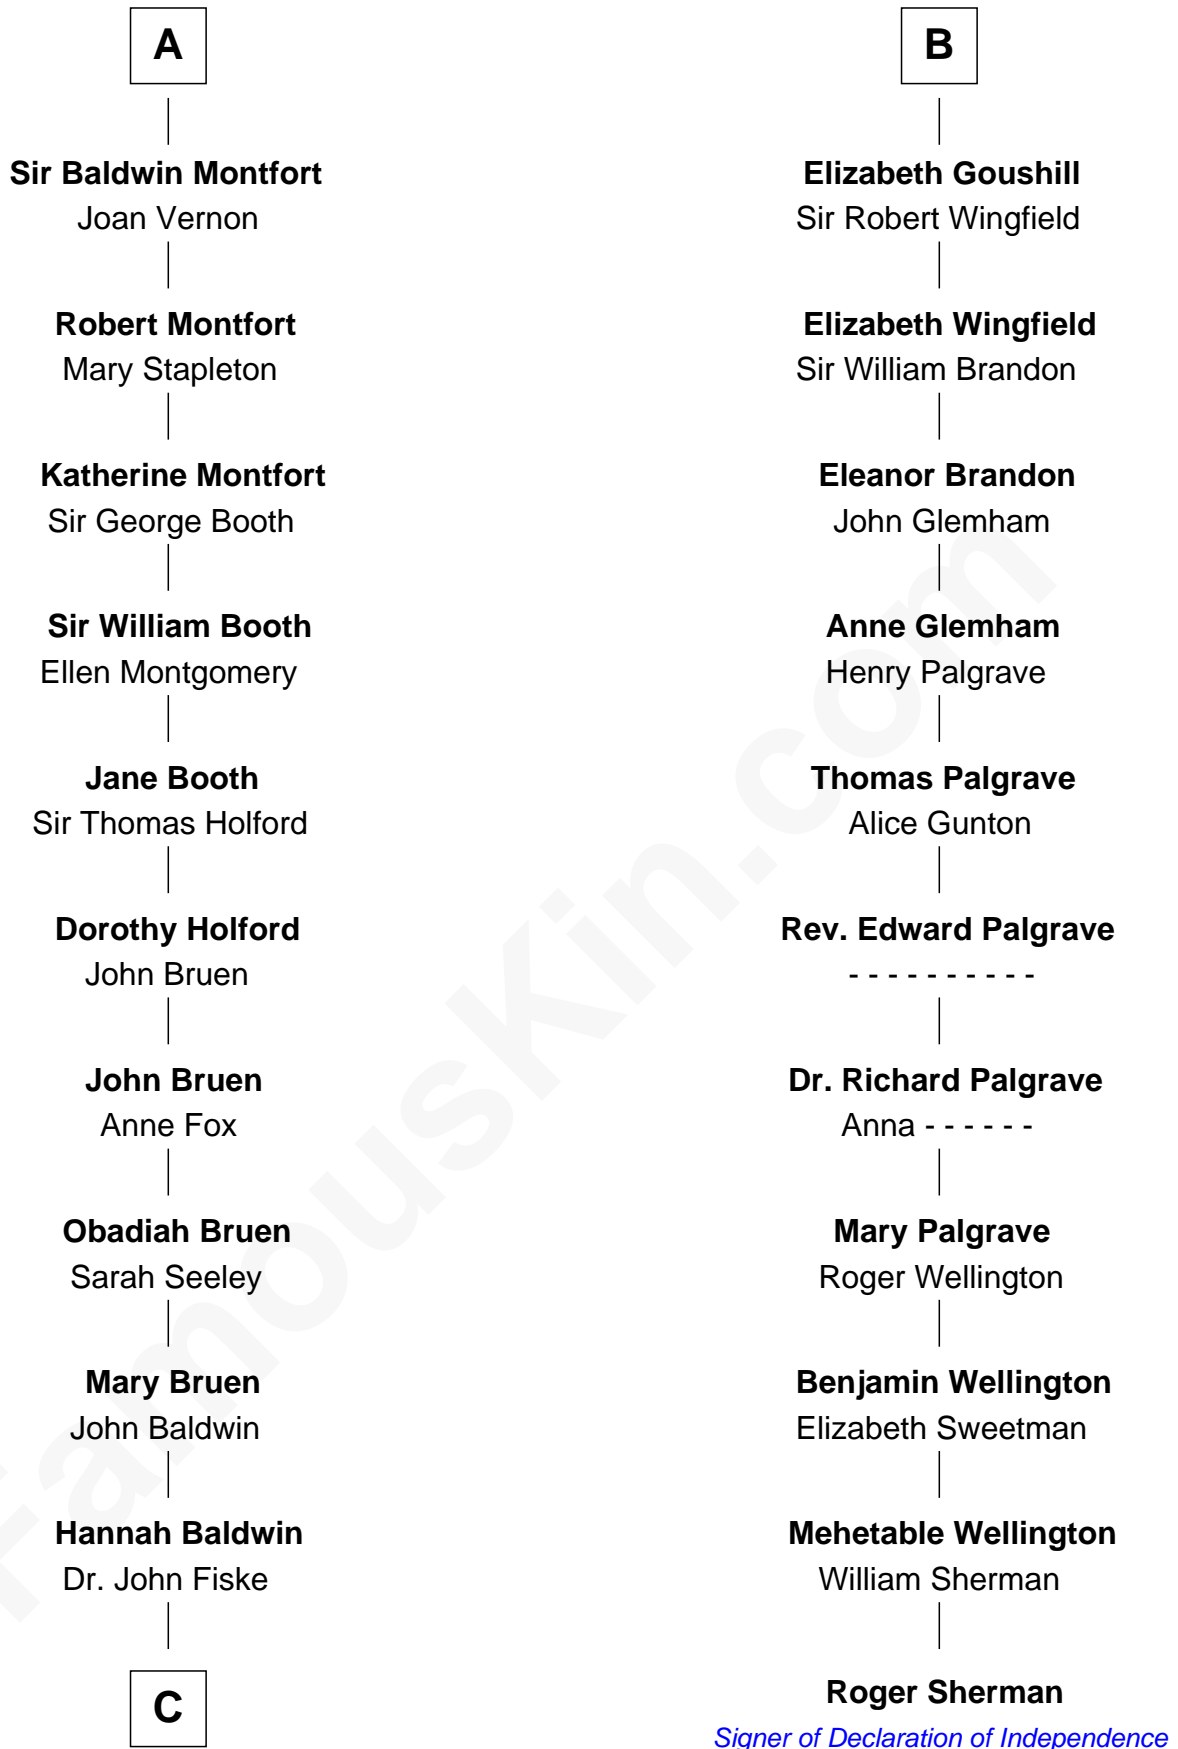 A
Sir Baldwin Montfort
Joan Vernon
Robert Montfort
Mary Stapleton
Katherine Montfort
Sir George Booth
Sir William Booth
Ellen Montgomery
Jane Booth
Sir Thomas Holford
Dorothy Holford
John Bruen
John Bruen
Anne Fox
Obadiah Bruen
Sarah Seeley
Mary Bruen
John Baldwin
Hannah Baldwin
Dr. John Fiske
C
B
Elizabeth Goushill
Sir Robert Wingfield
Elizabeth Wingfield
Sir William Brandon
Eleanor Brandon
John Glemham
Anne Glemham
Henry Palgrave
Thomas Palgrave
Alice Gunton
Rev. Edward Palgrave
- - - - - - - - - -
Dr. Richard Palgrave
Anna - - - - - -
Mary Palgrave
Roger Wellington
Benjamin Wellington
Elizabeth Sweetman
Mehetable Wellington
William Sherman
Roger Sherman
Signer of Declaration of Independence
FamousKin.com